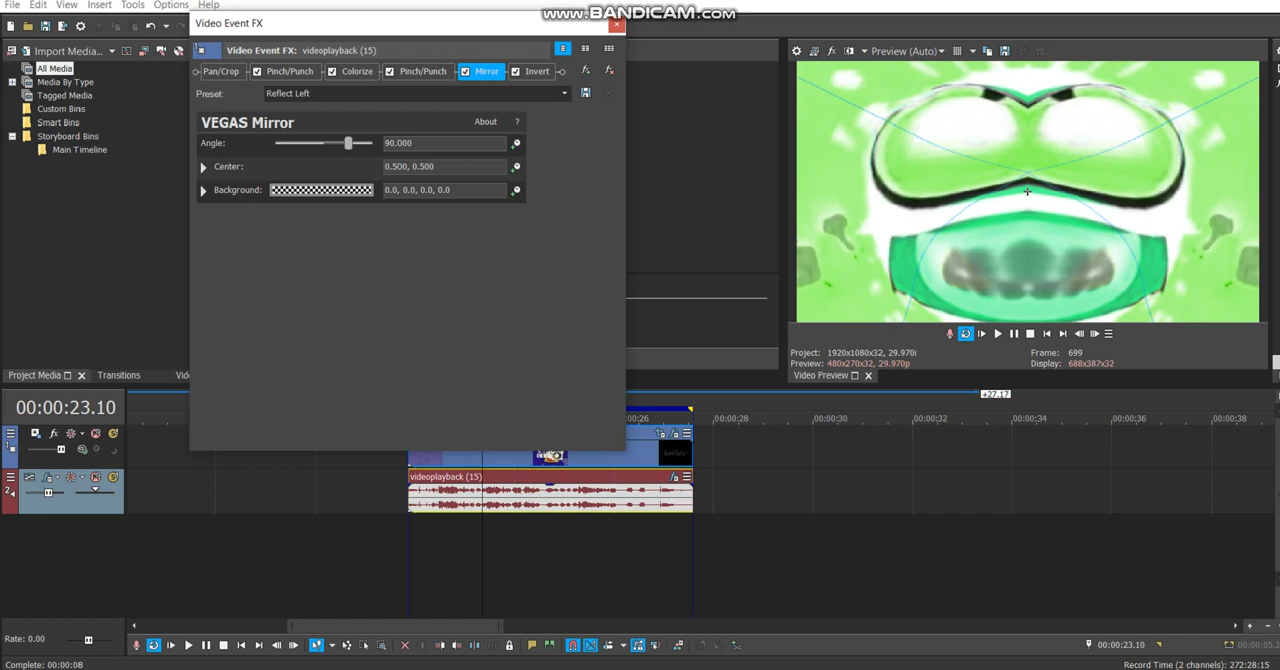 File Edit View Insert Tools Options Help
www.BANDICAM.com
Video Event FX
Import Media...
Video Event FX: videoplayback (15)
Preview (Auto)
Pan/Crop Pinch/Punch Colorize Pinch/Punch Mirror Invert
All Media
Media By Type
Tagged Media
Custom Bins
Smart Bins
Storyboard Bins
Main Timeline
Preset: Reflect Left
VEGAS Mirror About ?
Angle: 90.000
Center: 0.500, 0.500
Background: 0.0, 0.0, 0.0, 0.0
Project: 1920x1080x32, 29.970i Frame: 699
Preview: 480x270x32, 29.970p Display: 688x387x32
Project Media Transitions Vid
Video Preview
00:00:23.10
+27.17
:26 00:00:28 00:00:30 00:00:32 00:00:34 00:00:36 00:00:38
1
2
videoplayback (15)
Rate: 0.00
00:00:23.10
Complete: 00:00:08
Record Time (2 channels): 272:28:15